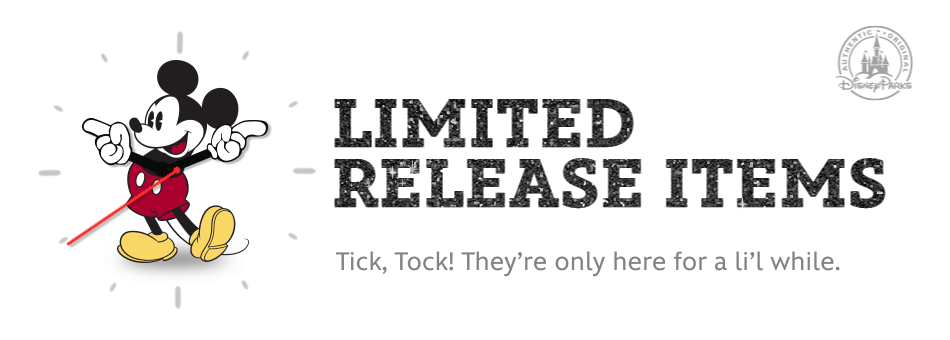 LIMITED
RELEASE ITEMS
Tick, Tock! They're only here for a li'l while.
AUTHENTIC • ORIGINAL
DISNEY PARKS